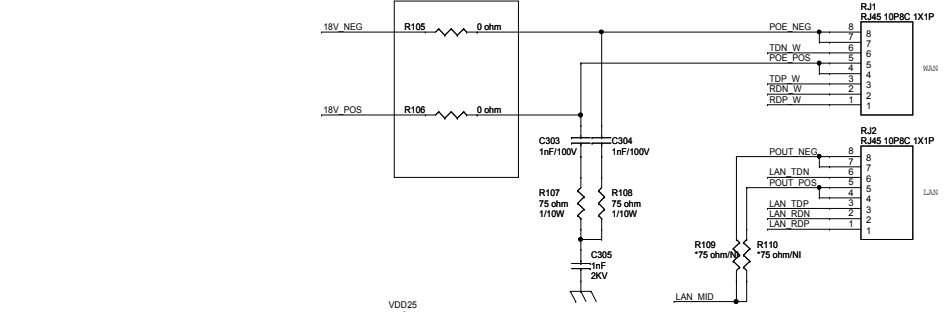 RJ1
RJ45 10P8C 1X1P
18V_NEG
R105
0 ohm
POE_NEG
8
8
7
7
TDN_W
6
6
POE_POS
5
5
4
4
WAN
TDP_W
3
3
RDN_W
2
2
RDP_W
1
1
18V_POS
R106
0 ohm
C303
1nF/100V
C304
1nF/100V
RJ2
RJ45 10P8C 1X1P
POUT_NEG
8
8
7
7
LAN_TDN
6
6
POUT_POS
5
5
4
4
LAN
LAN_TDP
3
3
LAN_RDN
2
2
LAN_RDP
1
1
R107
75 ohm
1/10W
R108
75 ohm
1/10W
R109
*75 ohm/NI
R110
*75 ohm/NI
C305
1nF
2KV
LAN_MID
VDD25